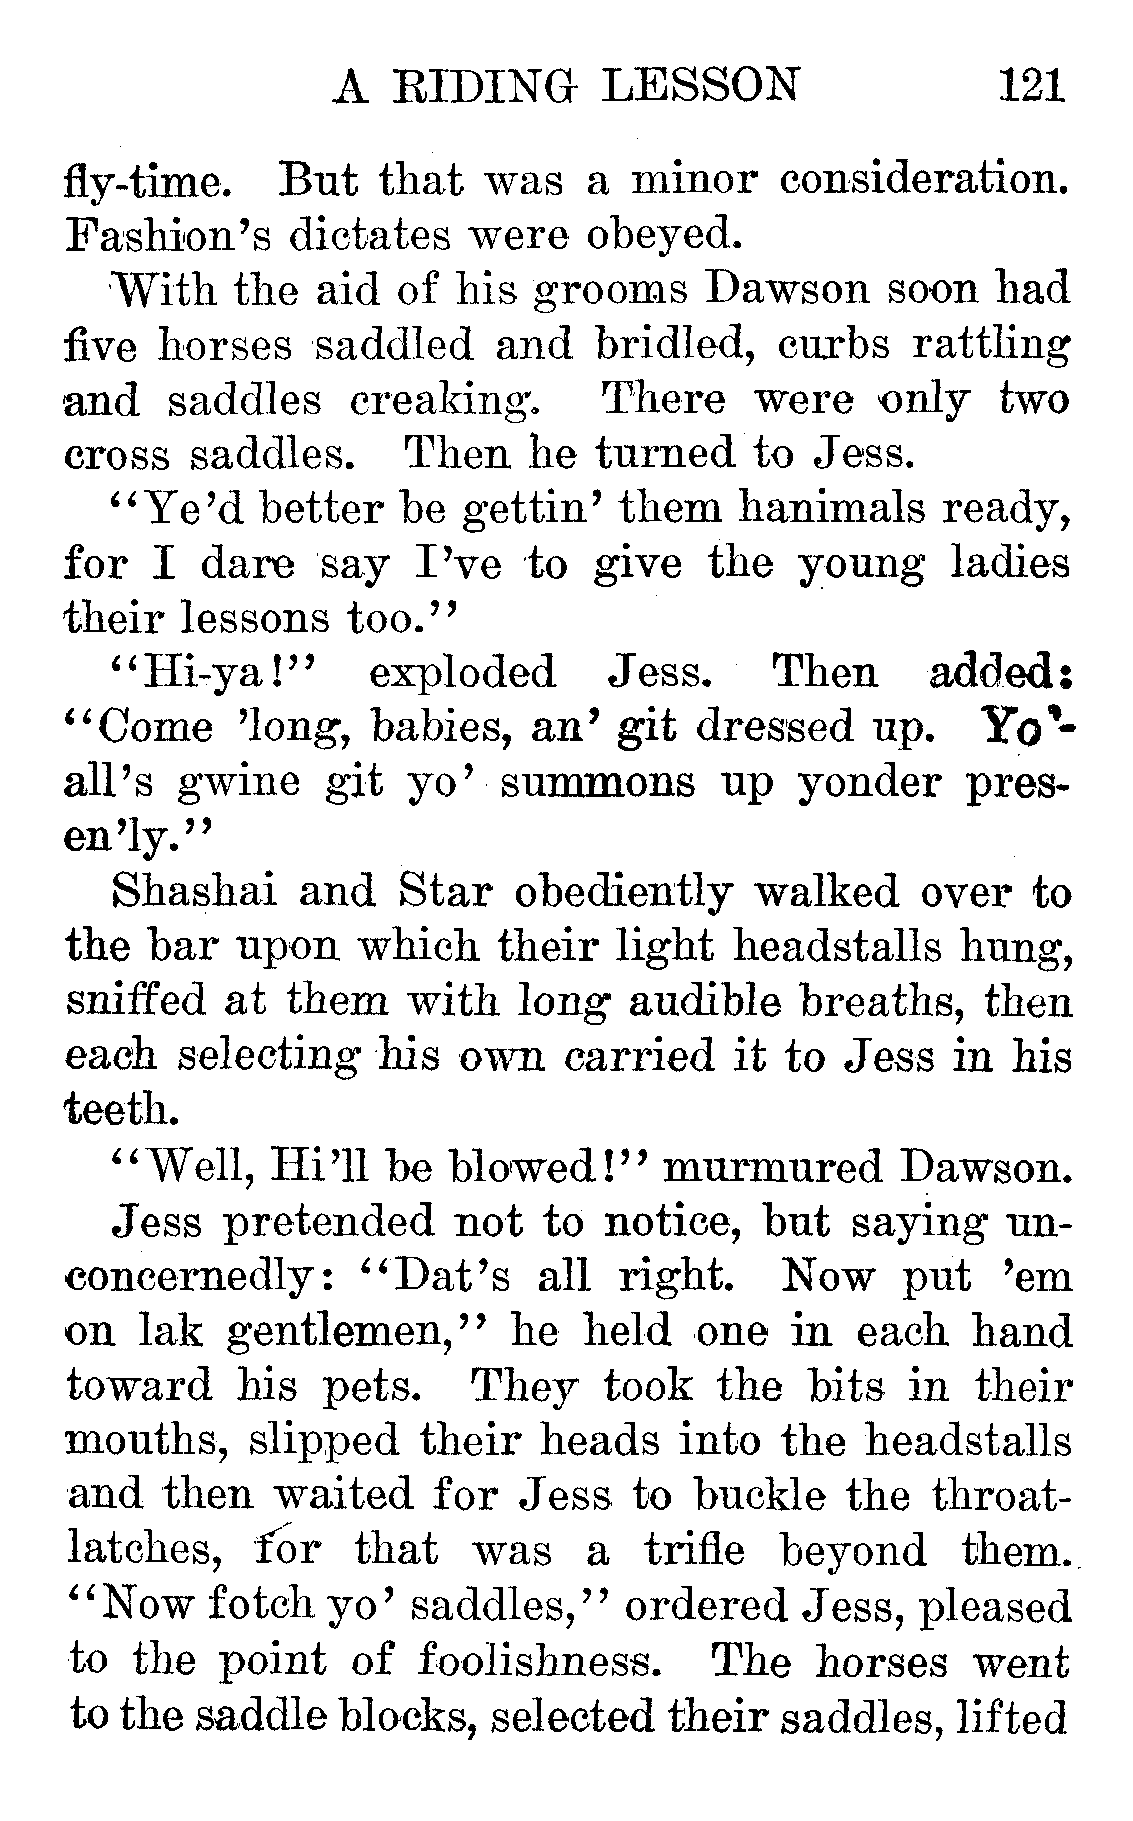 A RIDING LESSON 121
fly-time. But that was a minor consideration.
Fashion's dictates were obeyed.
With the aid of his grooms Dawson soon had
five horses saddled and bridled, curbs rattling
and saddles creaking. There were only two
cross saddles. Then he turned to Jess.
"Ye'd better be gettin' them hanimals ready,
for I dare say I've to give the young ladies
their lessons too."
"Hi-ya!" exploded Jess. Then added:
"Come 'long, babies, an' git dressed up. Yo'-
all's gwine git yo' summons up yonder pres-
en'ly."
Shashai and Star obediently walked over to
the bar upon which their light headstalls hung,
sniffed at them with long audible breaths, then
each selecting his own carried it to Jess in his
teeth.
"Well, Hi'll be blowed!" murmured Dawson.
Jess pretended not to notice, but saying un-
concernedly: "Dat's all right. Now put 'em
on lak gentlemen," he held one in each hand
toward his pets. They took the bits in their
mouths, slipped their heads into the headstalls
and then waited for Jess to buckle the throat-
latches, for that was a trifle beyond them.
"Now fotch yo' saddles," ordered Jess, pleased
to the point of foolishness. The horses went
to the saddle blocks, selected their saddles, lifted